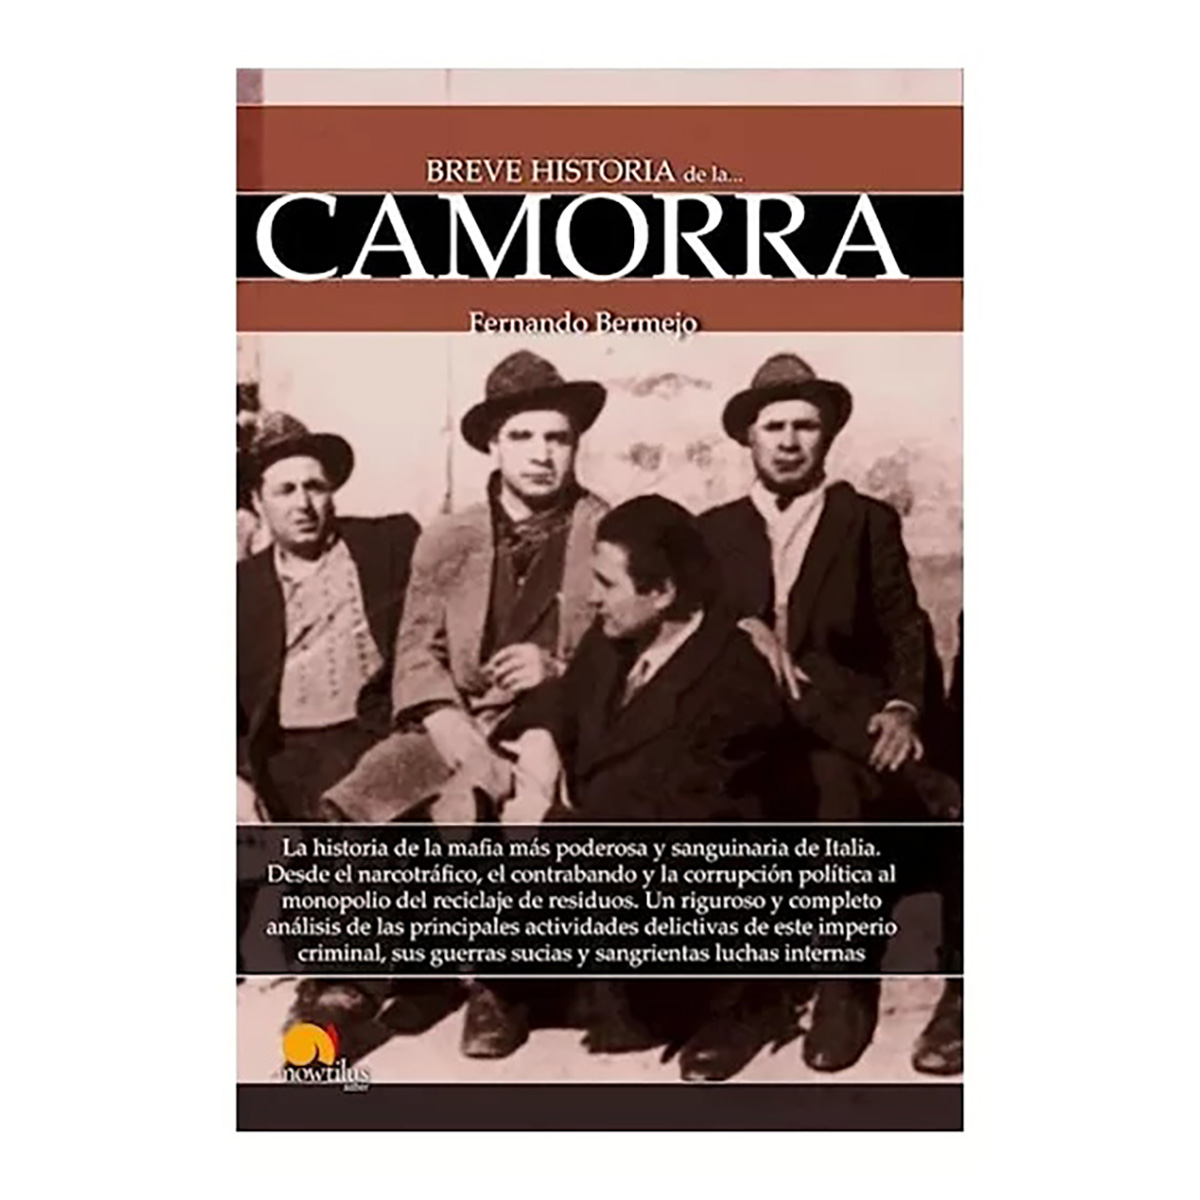 BREVE HISTORIA de la...
CAMORRA
Fernando Bermejo
La historia de la mafia más poderosa y sanguinaria de Italia.
Desde el narcotráfico, el contrabando y la corrupción política al
monopolio del reciclaje de residuos. Un riguroso y completo
análisis de las principales actividades delictivas de este imperio
criminal, sus guerras sucias y sangrientas luchas internas
nowtilus
saber